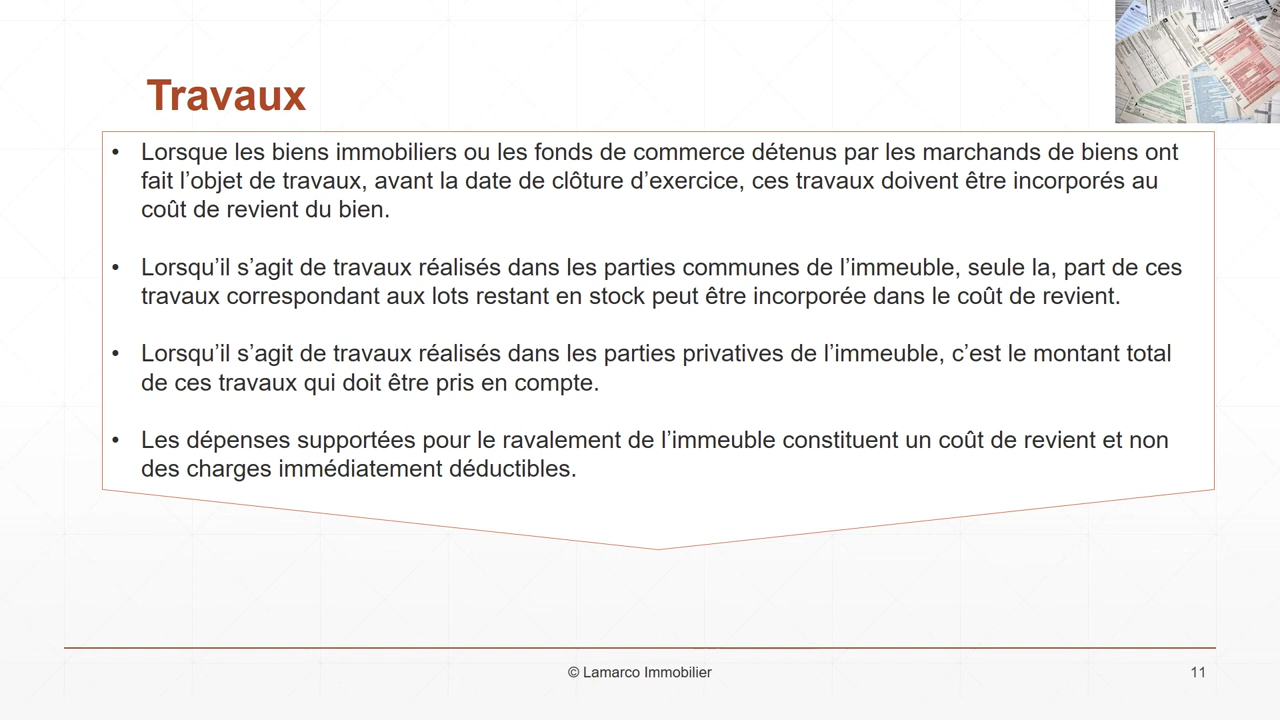 Travaux
• Lorsque les biens immobiliers ou les fonds de commerce détenus par les marchands de biens ont
fait l’objet de travaux, avant la date de clôture d’exercice, ces travaux doivent être incorporés au
coût de revient du bien.
• Lorsqu’il s’agit de travaux réalisés dans les parties communes de l’immeuble, seule la, part de ces
travaux correspondant aux lots restant en stock peut être incorporée dans le coût de revient.
• Lorsqu’il s’agit de travaux réalisés dans les parties privatives de l’immeuble, c’est le montant total
de ces travaux qui doit être pris en compte.
• Les dépenses supportées pour le ravalement de l’immeuble constituent un coût de revient et non
des charges immédiatement déductibles.
© Lamarco Immobilier
11